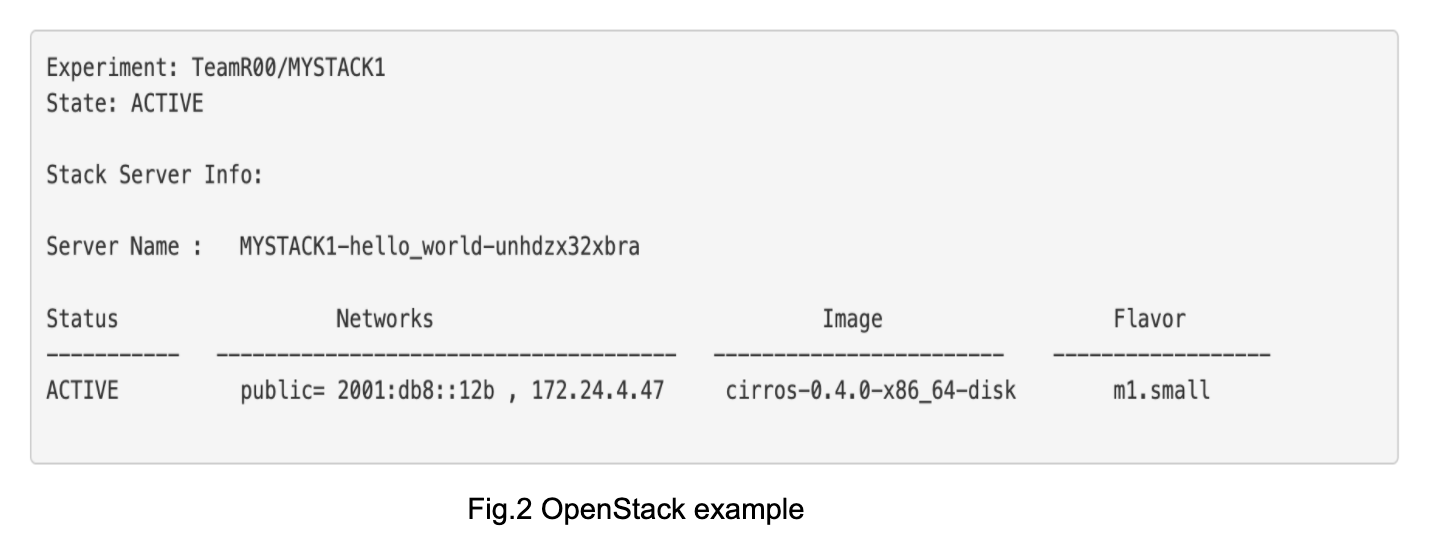 Experiment: TeamR00/MYSTACK1
State: ACTIVE
Stack Server Info:
Server Name :   MYSTACK1-hello_world-unhdzx32xbra
Status   Networks   Image   Flavor
-----------   --------------------------------------   ------------------------   ------------------
ACTIVE   public= 2001:db8::12b , 172.24.4.47   cirros-0.4.0-x86_64-disk   m1.small
Fig.2 OpenStack example